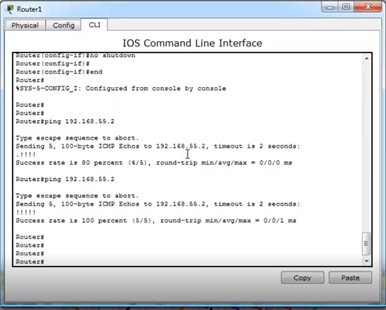 Router1
Physical Config CLI
IOS Command Line Interface
Router(config-if)#no shutdown
Router(config-if)#
Router(config-if)#end
Router#
%SYS-5-CONFIG_I: Configured from console by console

Router#
Router#
Router#ping 192.168.55.2

Type escape sequence to abort.
Sending 5, 100-byte ICMP Echos to 192.168.55.2, timeout is 2 seconds:
.!!!!
Success rate is 80 percent (4/5), round-trip min/avg/max = 0/0/0 ms

Router#ping 192.168.55.2

Type escape sequence to abort.
Sending 5, 100-byte ICMP Echos to 192.168.55.2, timeout is 2 seconds:
!!!!!
Success rate is 100 percent (5/5), round-trip min/avg/max = 0/0/1 ms

Router#
Router#
Router#
Router#
Copy Paste